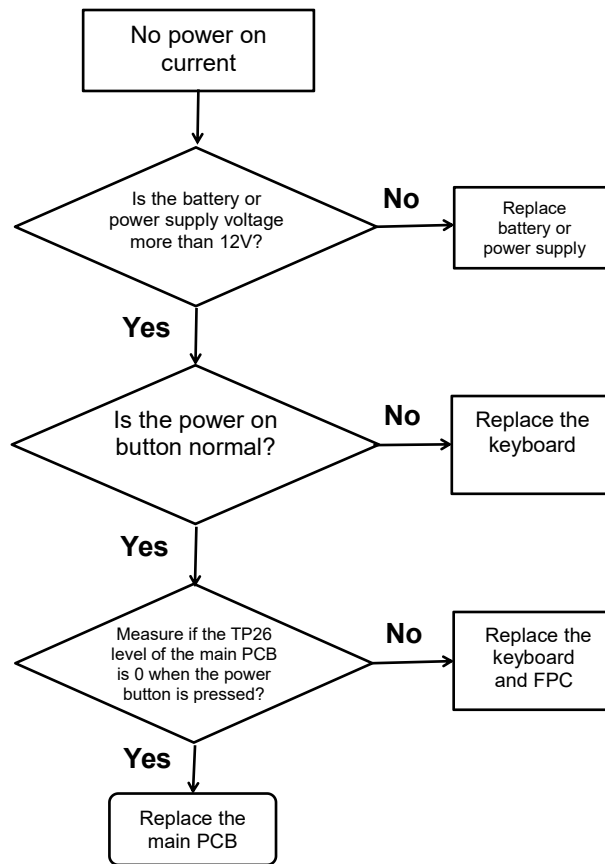 No power on
current
Is the battery or
power supply voltage
more than 12V?
No
Replace
battery or
power supply
Yes
Is the power on
button normal?
No
Replace the
keyboard
Yes
Measure if the TP26
level of the main PCB
is 0 when the power
button is pressed?
No
Replace the
keyboard
and FPC
Yes
Replace the
main PCB